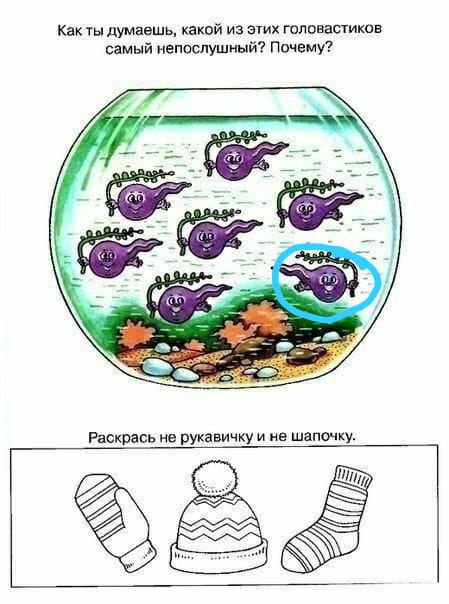 Как ты думаешь, какой из этих головастиков
самый непослушный? Почему?
Раскрась не рукавичку и не шапочку.